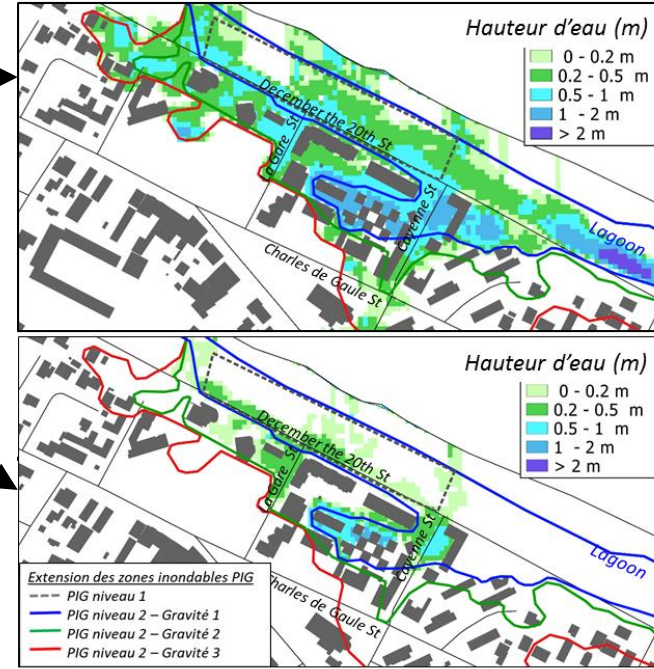 Hauteur d'eau (m)
0 - 0.2 m
0.2 - 0.5 m
0.5 - 1 m
1 - 2 m
> 2 m
December the 20th St
La Gare St
Cayenne St
Lagoon
Charles de Gaule St
Hauteur d'eau (m)
0 - 0.2 m
0.2 - 0.5 m
0.5 - 1 m
1 - 2 m
> 2 m
December the 20th St
La Gare St
Cayenne St
Lagoon
Charles de Gaule St
Extension des zones inondables PIG
PIG niveau 1
PIG niveau 2 – Gravité 1
PIG niveau 2 – Gravité 2
PIG niveau 2 – Gravité 3